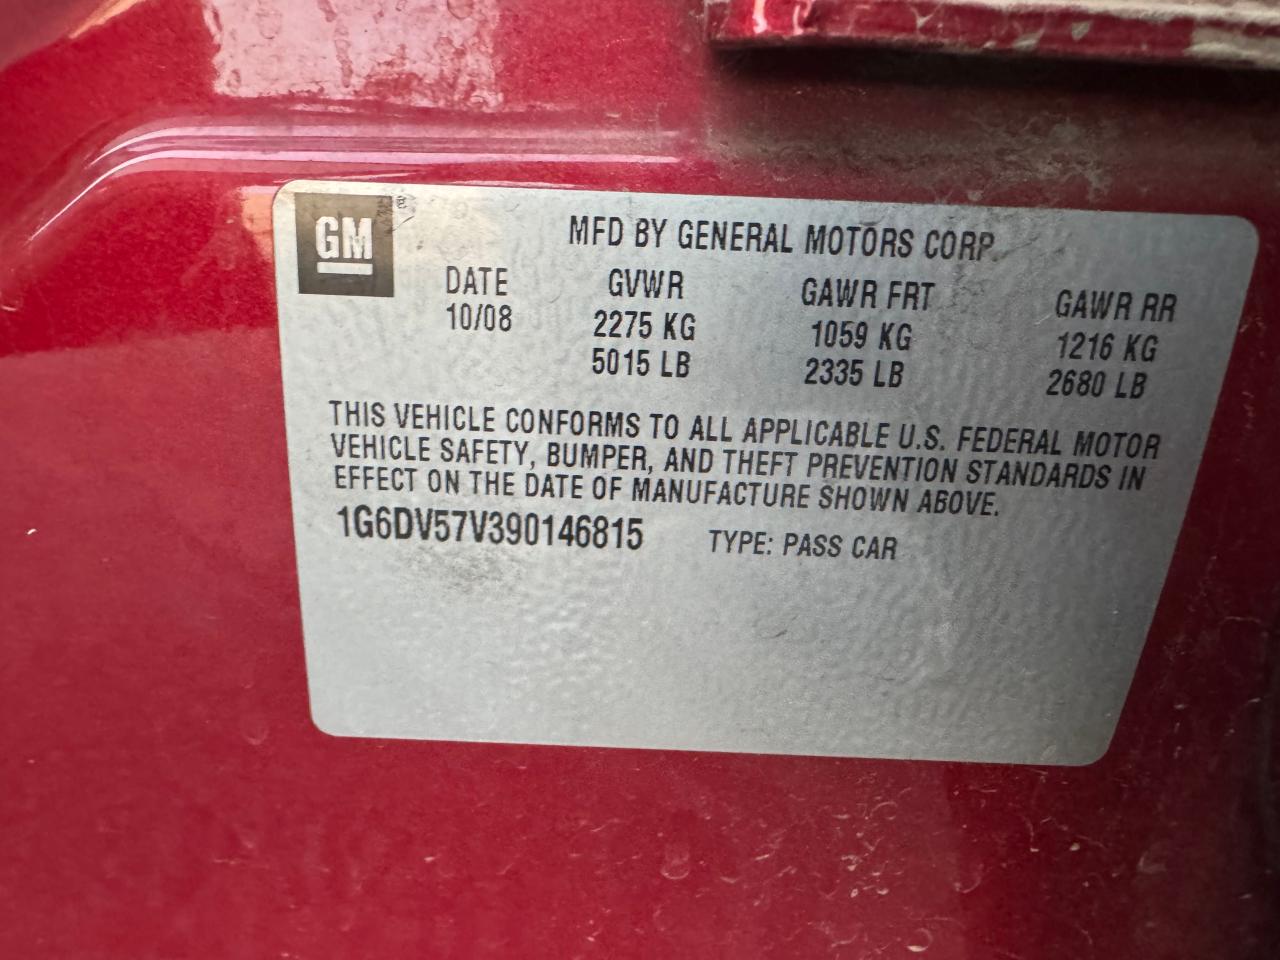 GM ®
MFD BY GENERAL MOTORS CORP.
DATE GVWR GAWR FRT GAWR RR
10/08 2275 KG 1059 KG 1216 KG
5015 LB 2335 LB 2680 LB
THIS VEHICLE CONFORMS TO ALL APPLICABLE U.S. FEDERAL MOTOR
VEHICLE SAFETY, BUMPER, AND THEFT PREVENTION STANDARDS IN
EFFECT ON THE DATE OF MANUFACTURE SHOWN ABOVE.
1G6DV57V390146815 TYPE: PASS CAR